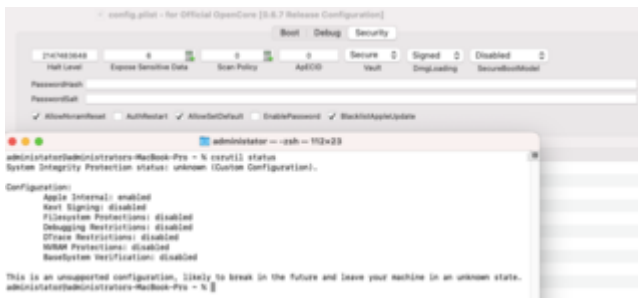 config.plist - for Official OpenCore [0.6.7 Release Configuration]
Boot Debug Security
2147483648 6 0 0 Secure Signed Disabled
Halt Level Expose Sensitive Data Scan Policy ApECID Vault DmgLoading SecureBootModel
PasswordHash
PasswordSalt
AllowNvramReset AuthRestart AllowSetDefault EnablePassword BlacklistAppleUpdate
administator — -zsh — 112×23
administator@administrators-MacBook-Pro ~ % csrutil status
System Integrity Protection status: unknown (Custom Configuration).
Configuration:
Apple Internal: enabled
Kext Signing: disabled
Filesystem Protections: disabled
Debugging Restrictions: disabled
DTrace Restrictions: disabled
NVRAM Protections: disabled
BaseSystem Verification: disabled
This is an unsupported configuration, likely to break in the future and leave your machine in an unknown state.
administator@administrators-MacBook-Pro ~ %